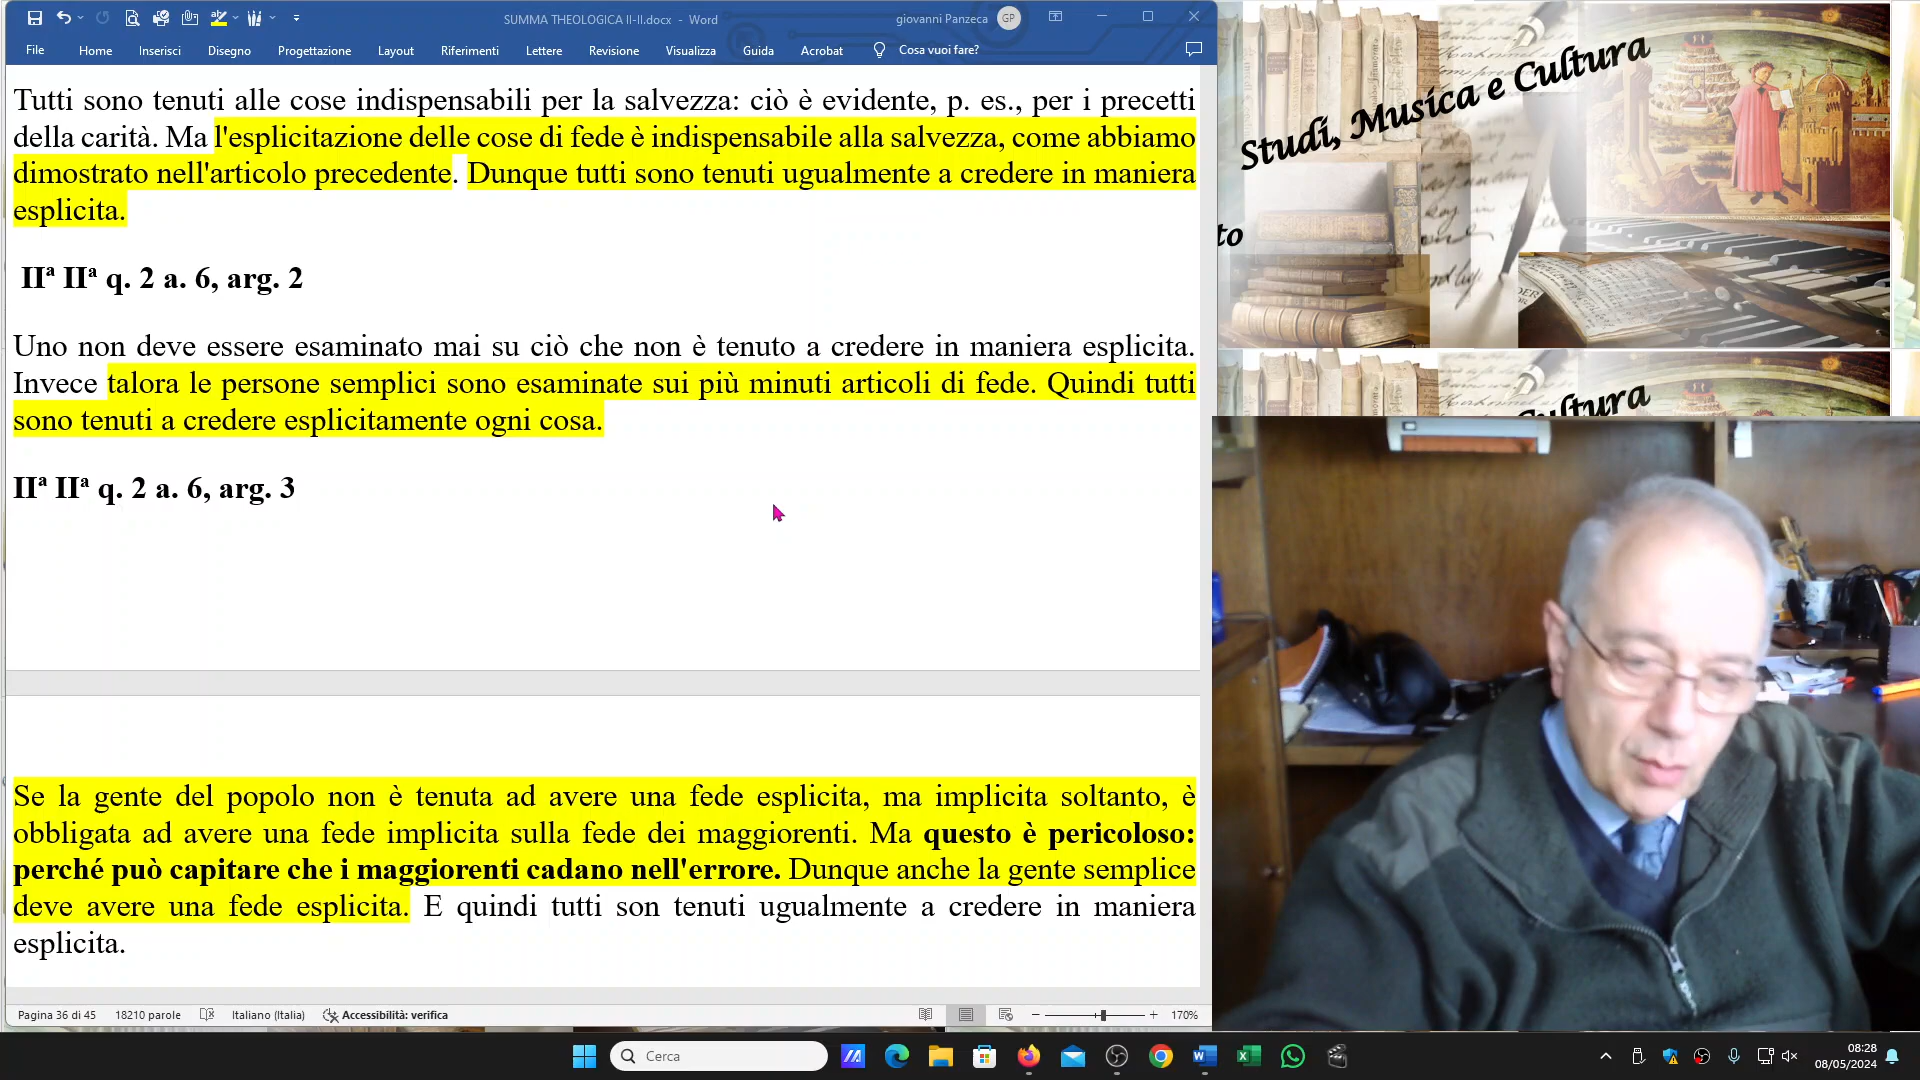 SUMMA THEOLOGICA II-II.docx - Word
giovanni Panzeca
GP
File Home Inserisci Disegno Progettazione Layout Riferimenti Lettere Revisione Visualizza Guida Acrobat Cosa vuoi fare?
Tutti sono tenuti alle cose indispensabili per la salvezza: ciò è evidente, p. es., per i precetti
della carità. Ma l'esplicitazione delle cose di fede è indispensabile alla salvezza, come abbiamo
dimostrato nell'articolo precedente. Dunque tutti sono tenuti ugualmente a credere in maniera
esplicita.
IIª IIª q. 2 a. 6, arg. 2
Uno non deve essere esaminato mai su ciò che non è tenuto a credere in maniera esplicita.
Invece talora le persone semplici sono esaminate sui più minuti articoli di fede. Quindi tutti
sono tenuti a credere esplicitamente ogni cosa.
IIª IIª q. 2 a. 6, arg. 3
Se la gente del popolo non è tenuta ad avere una fede esplicita, ma implicita soltanto, è
obbligata ad avere una fede implicita sulla fede dei maggiorenti. Ma questo è pericoloso:
perché può capitare che i maggiorenti cadano nell'errore. Dunque anche la gente semplice
deve avere una fede esplicita. E quindi tutti son tenuti ugualmente a credere in maniera
esplicita.
Pagina 36 di 45 18210 parole Italiano (Italia) Accessibilità: verifica 170%
Studi, Musica e Cultura
to
Cultura
Cerca
08:28
08/05/2024